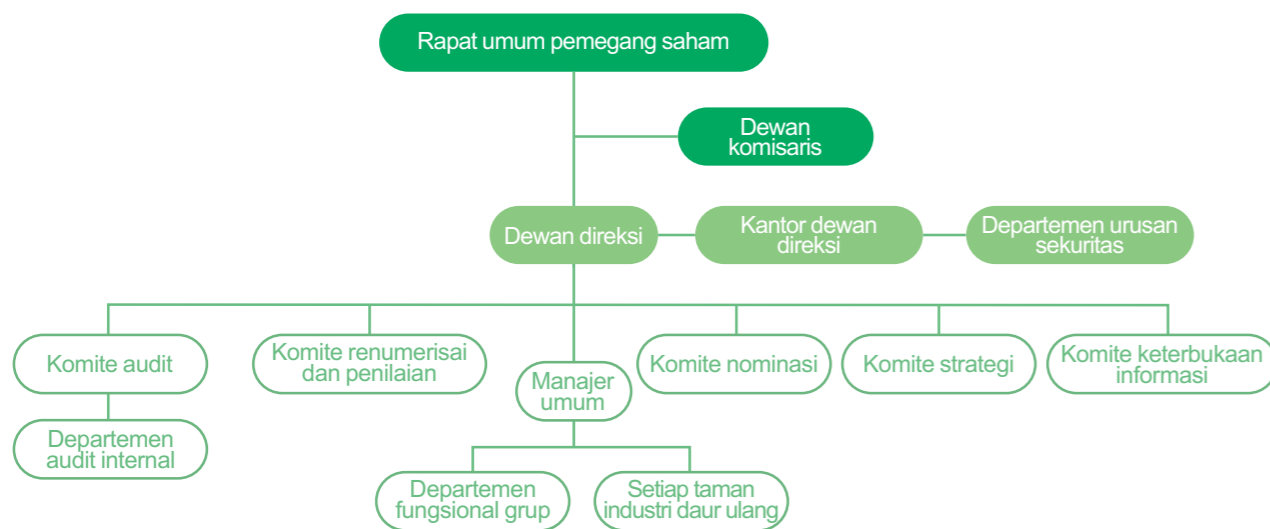 Rapat umum pemegang saham
Dewan
komisaris
Dewan direksi
Kantor dewan
direksi
Departemen urusan
sekuritas
Komite audit
Komite renumerisai
dan penilaian
Manajer
umum
Komite nominasi
Komite strategi
Komite keterbukaan
informasi
Departemen
audit internal
Departemen
fungsional grup
Setiap taman
industri daur ulang